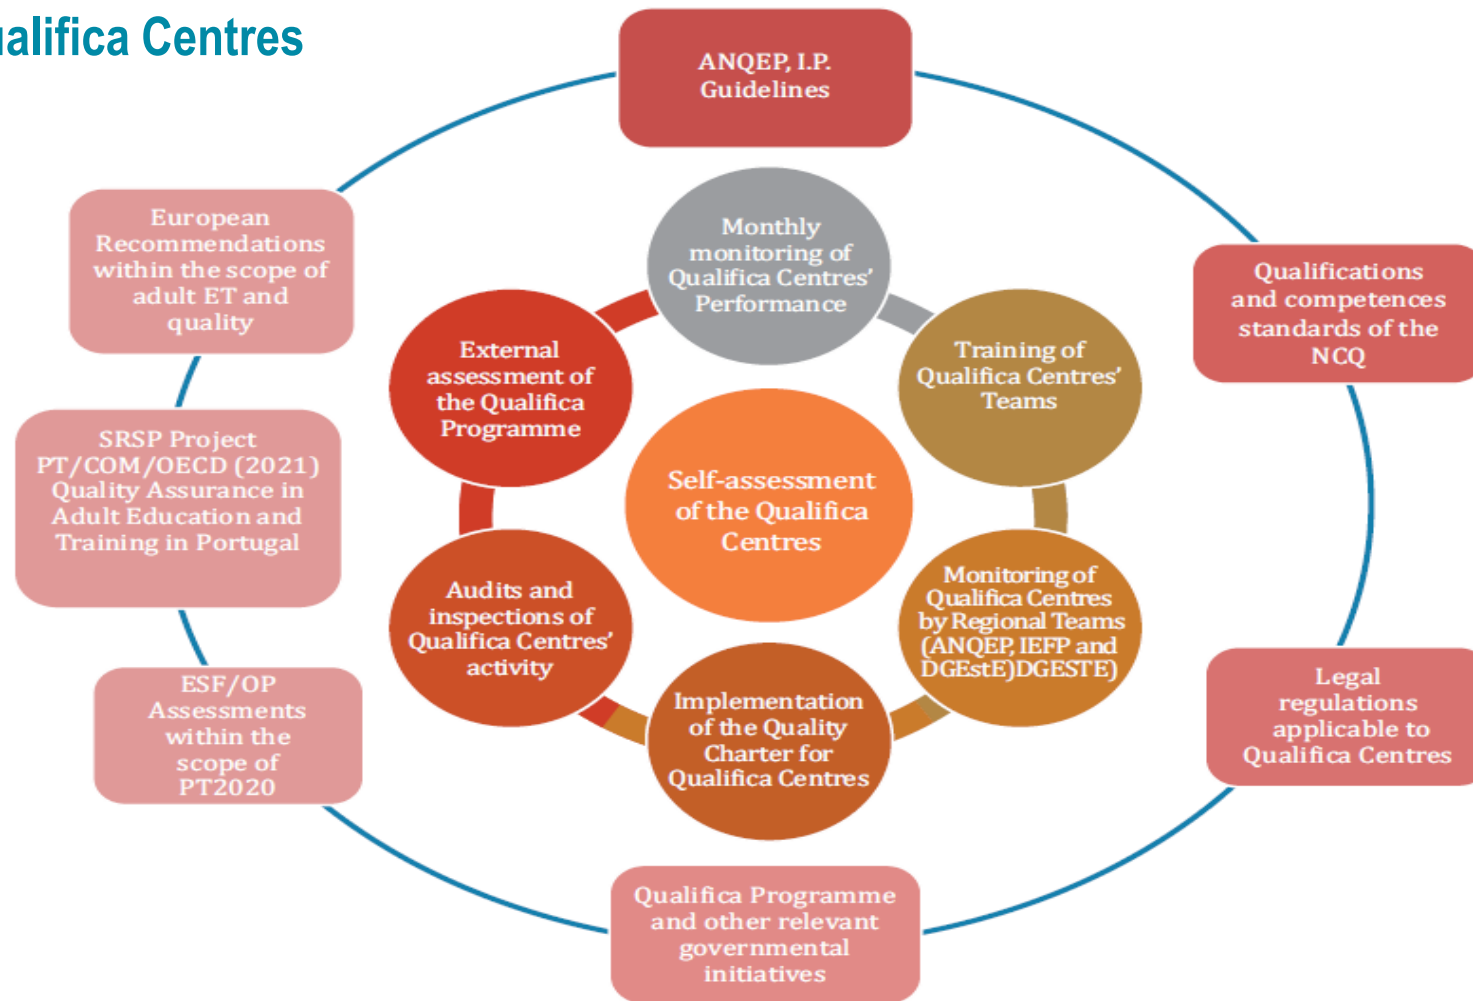 ualifica Centres
ANQEP, I.P.
Guidelines
European
Recommendations
within the scope of
adult ET and
quality
Monthly
monitoring of
Qualifica Centres’
Performance
Qualifications
and competences
standards of the
NCQ
External
assessment of
the Qualifica
Programme
Training of
Qualifica Centres’
Teams
SRSP Project
PT/COM/OECD (2021)
Quality Assurance in
Adult Education and
Training in Portugal
Self-assessment
of the Qualifica
Centres
Audits and
inspections of
Qualifica Centres’
activity
Monitoring of
Qualifica Centres
by Regional Teams
(ANQEP, IEFP and
DGEstE)DGESTE)
ESF/OP
Assessments
within the
scope of
PT2020
Implementation
of the Quality
Charter for
Qualifica Centres
Legal
regulations
applicable to
Qualifica Centres
Qualifica Programme
and other relevant
governmental
initiatives